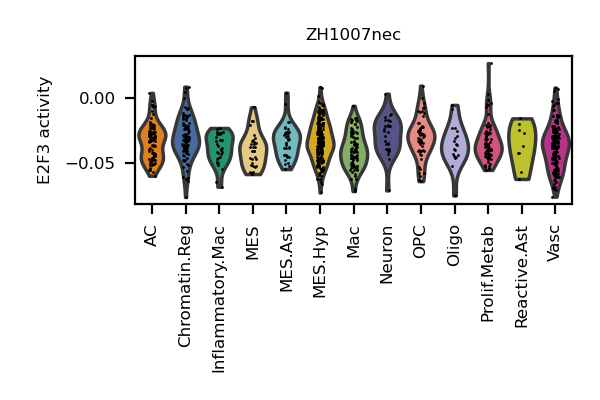 ZH1007nec
E2F3 activity
0.00
−0.05
AC
Chromatin.Reg
Inflammatory.Mac
MES
MES.Ast
MES.Hyp
Mac
Neuron
OPC
Oligo
Prolif.Metab
Reactive.Ast
Vasc